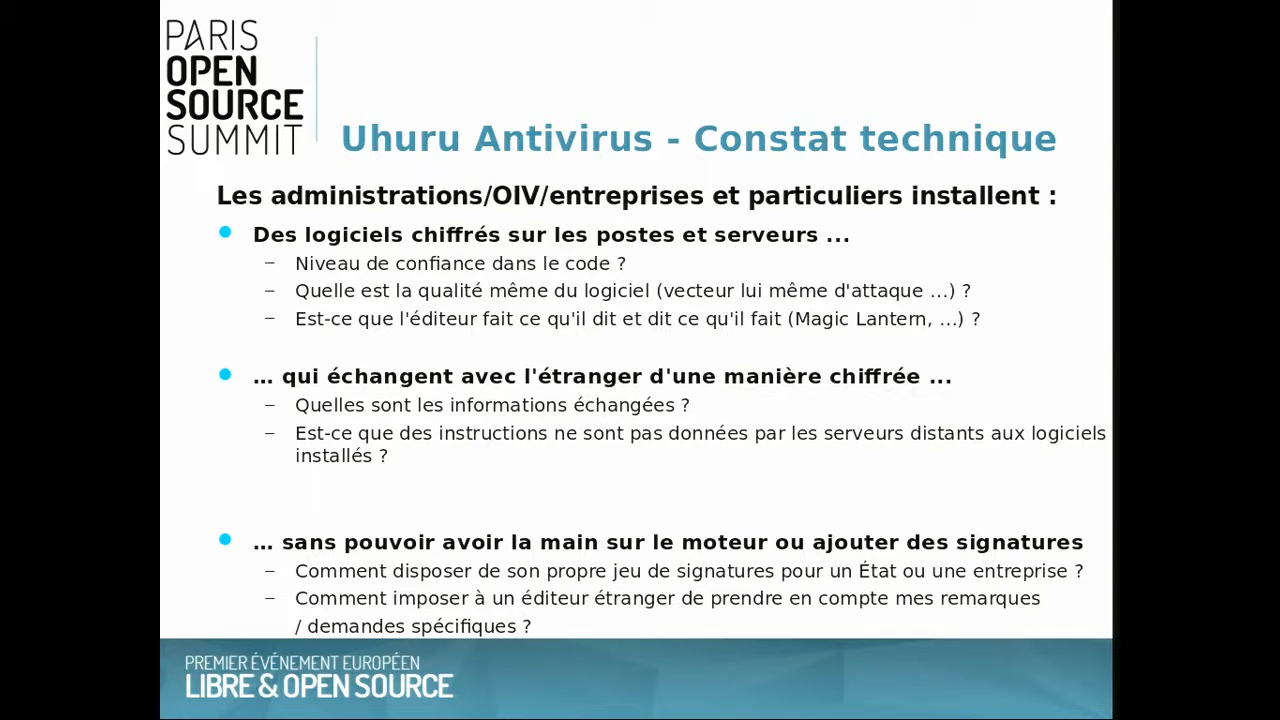 PARIS
OPEN
SOURCE
SUMMIT
Uhuru Antivirus - Constat technique
Les administrations/OIV/entreprises et particuliers installent :
Des logiciels chiffrés sur les postes et serveurs ...
– Niveau de confiance dans le code ?
– Quelle est la qualité même du logiciel (vecteur lui même d'attaque ...) ?
– Est-ce que l'éditeur fait ce qu'il dit et dit ce qu'il fait (Magic Lantern, ...) ?
… qui échangent avec l'étranger d'une manière chiffrée ...
– Quelles sont les informations échangées ?
– Est-ce que des instructions ne sont pas données par les serveurs distants aux logiciels
installés ?
… sans pouvoir avoir la main sur le moteur ou ajouter des signatures
– Comment disposer de son propre jeu de signatures pour un État ou une entreprise ?
– Comment imposer à un éditeur étranger de prendre en compte mes remarques
/ demandes spécifiques ?
PREMIER ÉVÉNEMENT EUROPÉEN
LIBRE & OPEN SOURCE